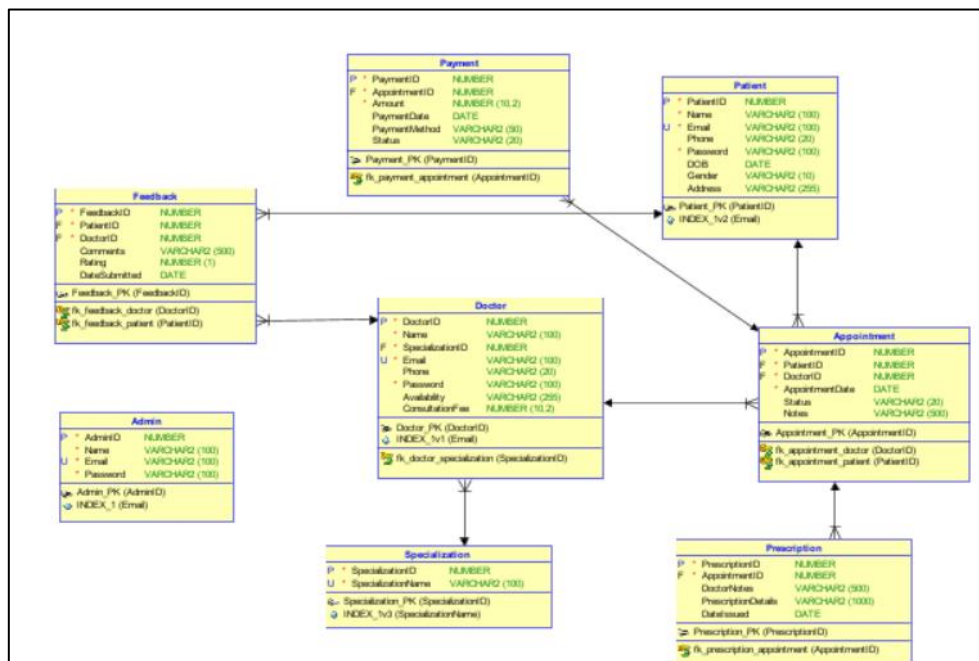 Payment
P * PaymentID NUMBER
F * AppointmentID NUMBER
* Amount NUMBER (10,2)
PaymentDate DATE
PaymentMethod VARCHAR2 (50)
Status VARCHAR2 (20)
Payment_PK (PaymentID)
fk_payment_appointment (AppointmentID)
Patient
P * PatientID NUMBER
* Name VARCHAR2 (100)
U * Email VARCHAR2 (100)
Phone VARCHAR2 (20)
* Password VARCHAR2 (100)
DOB DATE
Gender VARCHAR2 (10)
Address VARCHAR2 (255)
Patient_PK (PatientID)
INDEX_1v2 (Email)
Feedback
P * FeedbackID NUMBER
F * PatientID NUMBER
F * DoctorID NUMBER
Comments VARCHAR2 (500)
Rating NUMBER (1)
DateSubmitted DATE
Feedback_PK (FeedbackID)
fk_feedback_doctor (DoctorID)
fk_feedback_patient (PatientID)
Doctor
P * DoctorID NUMBER
* Name VARCHAR2 (100)
F * SpecializationID NUMBER
U * Email VARCHAR2 (100)
Phone VARCHAR2 (20)
* Password VARCHAR2 (100)
Availability VARCHAR2 (255)
ConsultationFee NUMBER (10,2)
Doctor_PK (DoctorID)
INDEX_1v1 (Email)
fk_doctor_specialization (SpecializationID)
Appointment
P * AppointmentID NUMBER
F * PatientID NUMBER
F * DoctorID NUMBER
* AppointmentDate DATE
Status VARCHAR2 (20)
Notes VARCHAR2 (500)
Appointment_PK (AppointmentID)
fk_appointment_doctor (DoctorID)
fk_appointment_patient (PatientID)
Admin
P * AdminID NUMBER
* Name VARCHAR2 (100)
U * Email VARCHAR2 (100)
* Password VARCHAR2 (100)
Admin_PK (AdminID)
INDEX_1 (Email)
Specialization
P * SpecializationID NUMBER
U * SpecializationName VARCHAR2 (100)
Specialization_PK (SpecializationID)
INDEX_1v3 (SpecializationName)
Prescription
P * PrescriptionID NUMBER
F * AppointmentID NUMBER
DoctorNotes VARCHAR2 (500)
PrescriptionDetails VARCHAR2 (1000)
DateIssued DATE
Prescription_PK (PrescriptionID)
fk_prescription_appointment (AppointmentID)